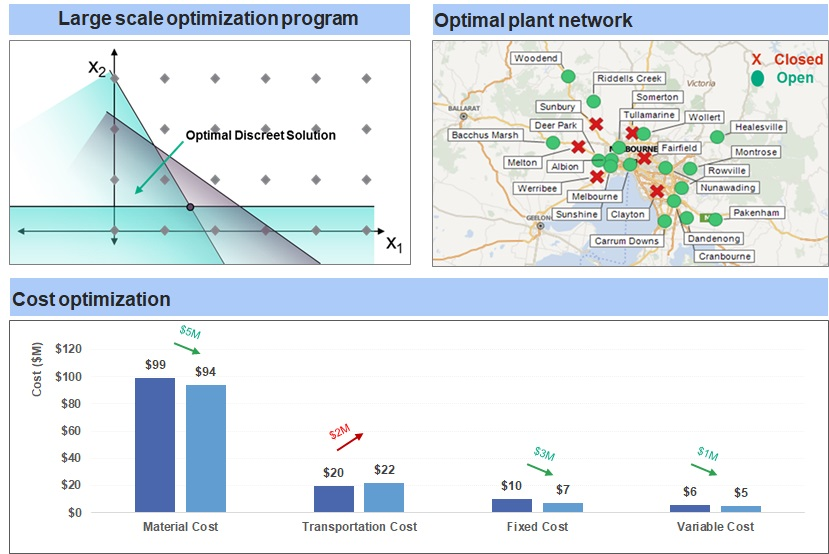 Large scale optimization program
X2
Optimal Discreet Solution
X1
Optimal plant network
X Closed
Open
Woodend
Riddells Creek
Victoria
Somerton
BALLARAT
Sunbury
Tullamarine
Wollert
Deer Park
Healesville
Bacchus Marsh
Fairfield
Montrose
Melton
Albion
Rowville
Werribee
Nunawading
Melbourne
GEELON
Sunshine
Clayton
Pakenham
Carrum Downs
Dandenong
Cranbourne
Cost optimization
Cost ($M)
$120
$100
$80
$60
$40
$20
$0
$5M
$99
$94
$2M
$20
$22
$3M
$10
$7
$1M
$6
$5
Material Cost
Transportation Cost
Fixed Cost
Variable Cost